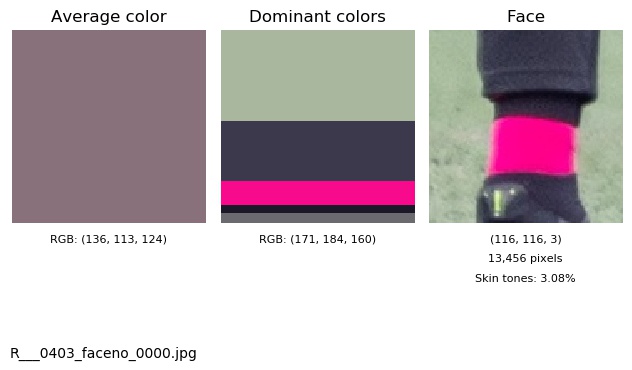 Average color
Dominant colors
Face
RGB: (136, 113, 124)
RGB: (171, 184, 160)
(116, 116, 3)
13,456 pixels
Skin tones: 3.08%
R___0403_faceno_0000.jpg